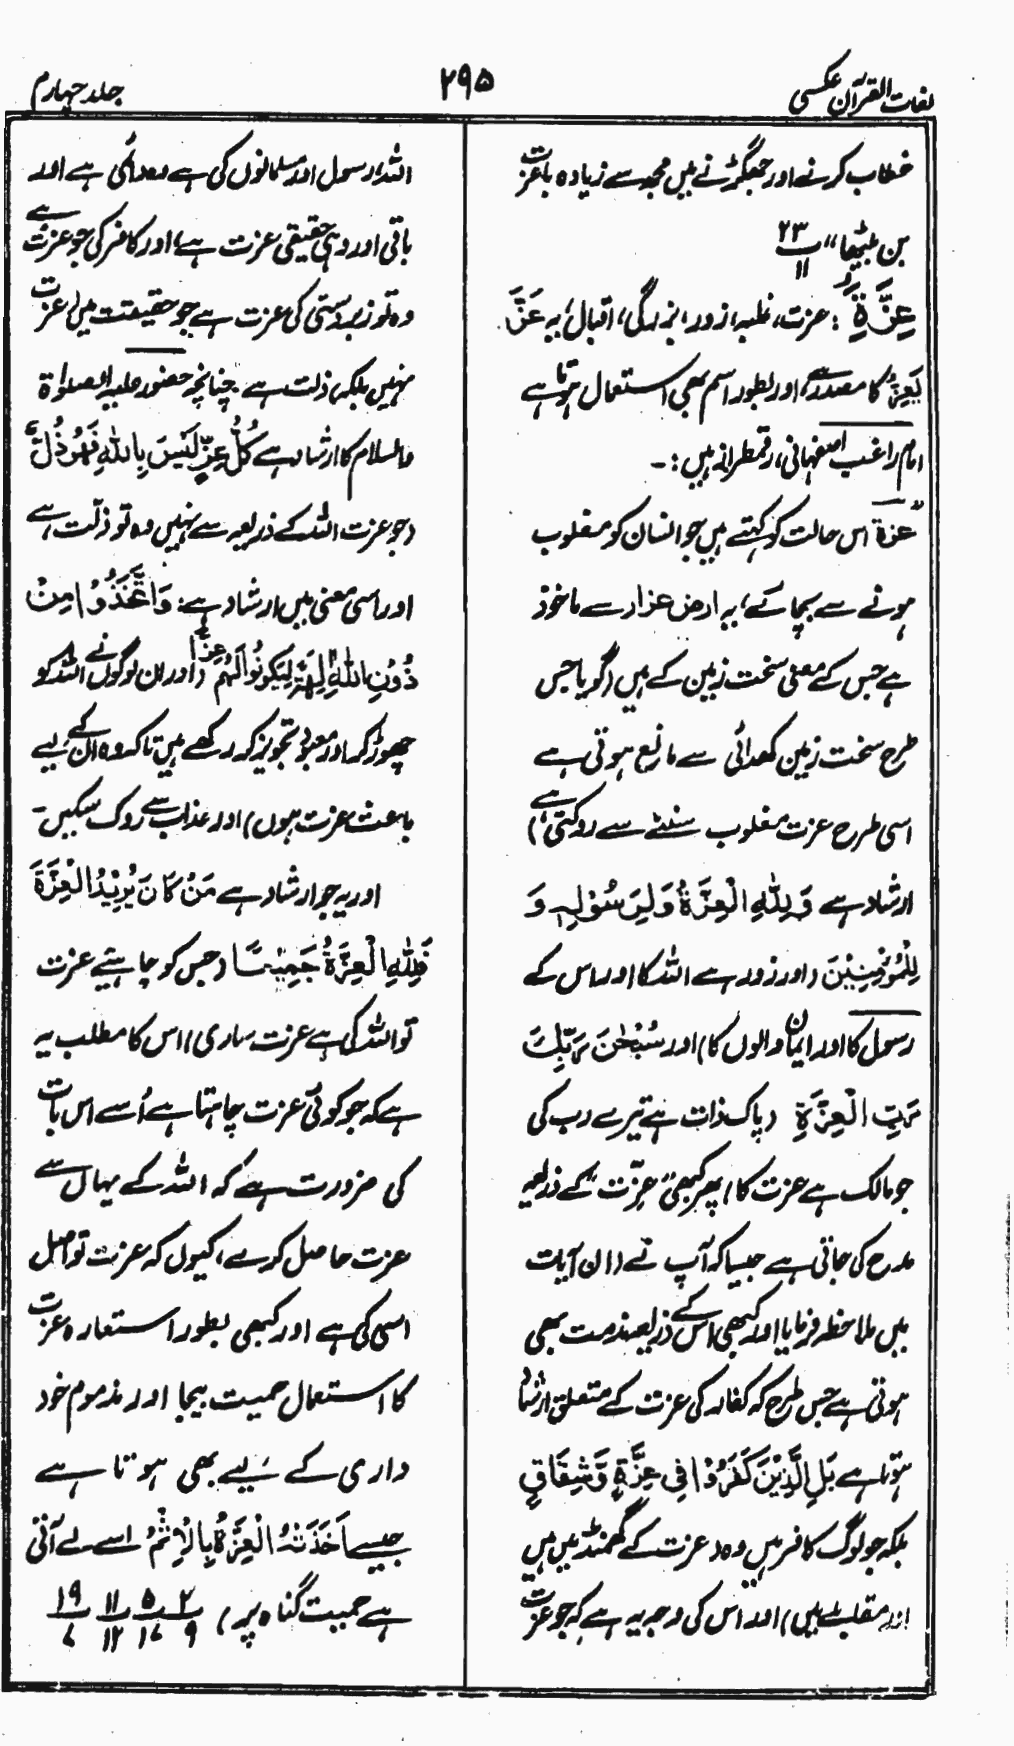 لغات القرآن عکسی
۲۹۵
جلد چہارم
خطاب کرنے اور جھگڑنے میں مجھ سے زیادہ باعزت
بن بیٹھا" ۲۳/۱۱
عِزَّۃٍ : عزت، غلبہ، زور، بزرگی، اقبال، یہ عَزَّ
یَعِزُّ کا مصدر ہے، اور بطور اسم بھی استعمال ہوتا ہے
امام راغب اصفہانی، رقمطراز ہیں :۔
"عزۃ اس حالت کو کہتے ہیں جو انسان کو مغلوب
ہونے سے بچائے، یہ ارض عزاز سے ماخوذ
ہے جس کے معنی سخت زمین کے ہیں (گویا جس
طرح سخت زمین کھدائی سے مانع ہوتی ہے
اسی طرح عزت مغلوب بننے سے روکتی ہے)
ارشاد ہے وَلِلّٰہِ الْعِزَّۃُ وَلِرَسُوْلِہٖ وَ
لِلْمُؤْمِنِیْنَ (اور زور ہے اللہ کا اور اس کے
رسول کا اور ایمان والوں کا) اور سُبْحٰنَ رَبِّکَ
رَبِّ الْعِزَّۃِ (پاک ذات ہے تیرے رب کی
جو مالک ہے عزت کا) پھر کبھی "عزّت" کے ذریعہ
مدح کی جاتی ہے جیسا کہ آپ نے (ان آیات
میں ملاحظہ فرمایا اور کبھی اس کے ذریعہ مذمت بھی
ہوتی ہے جس طرح کہ کفار کی عزت کے متعلق ارشاد
ہوتا ہے بَلِ الَّذِیْنَ کَفَرُوْا فِیْ عِزَّۃٍ وَّشِقَاقٍ
بلکہ جو لوگ کافر ہیں وہ عزت کے گھمنڈ میں ہیں
اور مقابلے میں) اور اس کی وجہ یہ ہے کہ جو عزت
اللہ اور رسول اور مسلمانوں کی ہے وہ دائمی ہے اور
باقی اور وہی حقیقی عزت ہے، اور کافر کی جو عزت ہے
وہ تو زبردستی کی عزت ہے جو حقیقت میں عزت
نہیں بلکہ ذلت ہے۔ چنانچہ حضور علیہ الصلوۃ
والسلام کا ارشاد ہے کُلُّ عِزٍّ لَیْسَ بِاللّٰہِ فَھُوَ ذُلٌّ
(جو عزت اللہ کے ذریعہ سے نہیں وہ تو ذلت ہے
اور اسی معنی میں ارشاد ہے: وَاتَّخَذُوْا مِنْ
دُوْنِ اللّٰہِ اٰلِھَۃً لِّیَکُوْنُوْا لَھُمْ عِزًّا (اور ان لوگوں نے اللہ کو
چھوڑ کر اور معبود تجویز کر رکھے ہیں تاکہ وہ ان کے لیے
باعث عزت ہوں) اور عذاب سے روک سکیں۔
اور یہ جو ارشاد ہے مَنْ کَانَ یُرِیْدُ الْعِزَّۃَ
فَلِلّٰہِ الْعِزَّۃُ جَمِیْعًا (جس کو چاہئے عزت
تو اللہ کی ہے عزت ساری) اس کا مطلب یہ
ہے کہ جو کوئی عزت چاہتا ہے اُسے اس بات
کی ضرورت ہے کہ اللہ کے یہاں سے
عزت حاصل کرے، کیوں کہ عزت تو اصل
اسی کی ہے اور کبھی بطور استعارہ عزت
کا استعمال حمیت بیجا اور مذموم خود
داری کے لیے بھی ہوتا ہے
جیسے اَخَذَتْہُ الْعِزَّۃُ بِالْاِثْمِ اسے لے آتی
ہے حمیت گناہ پر) ۲/۹ ۵/۱۷ ۱۱/۱۲ ۱۹/۷